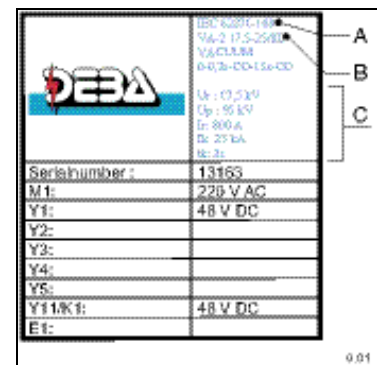 IEC 62271-100
VA-2 17,5-25/80
VACUUM
0-0,3s-CO-15s-CO
Ur : 17,5 kV
Up : 95 kV
Ir: 800 A
Ik: 25 kA
tk: 3s
A
B
C
DEBA
Serialnumber : 13163
M1: 220 V AC
Y1: 48 V DC
Y2:
Y3:
Y4:
Y5:
Y11/K1: 48 V DC
E1:
0.01